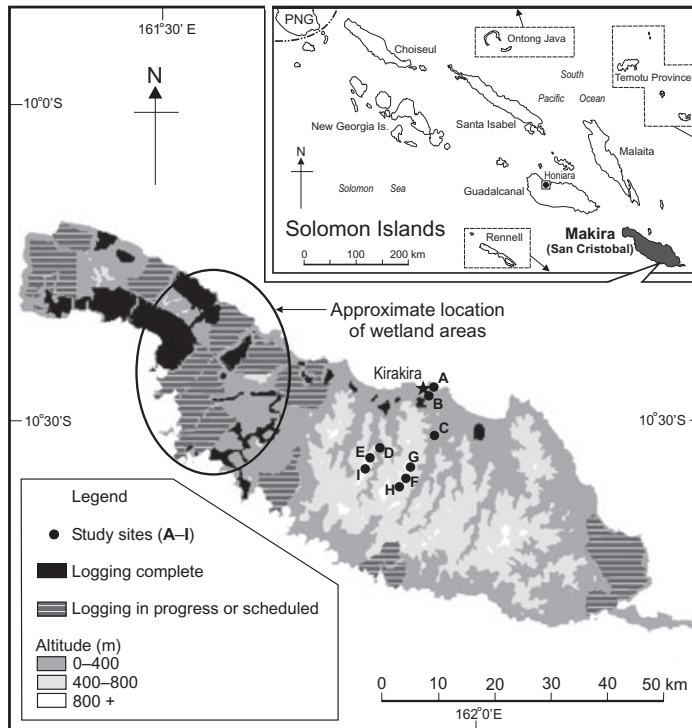 161°30' E
N
10°0'S
PNG
Choiseul
Ontong Java
South
Pacific Ocean
Temotu Province
New Georgia Is.
Santa Isabel
Malaita
N
Solomon Sea
Honiara
Guadalcanal
Solomon Islands
Makira
(San Cristobal)
Rennell
0 100 200 km
Approximate location
of wetland areas
Kirakira
A
B
10°30'S
10°30'S
C
D
E
G
I
F
H
Legend
Study sites (A–I)
Logging complete
Logging in progress or scheduled
Altitude (m)
0–400
400–800
800 +
0 10 20 30 40 50 km
162°0'E